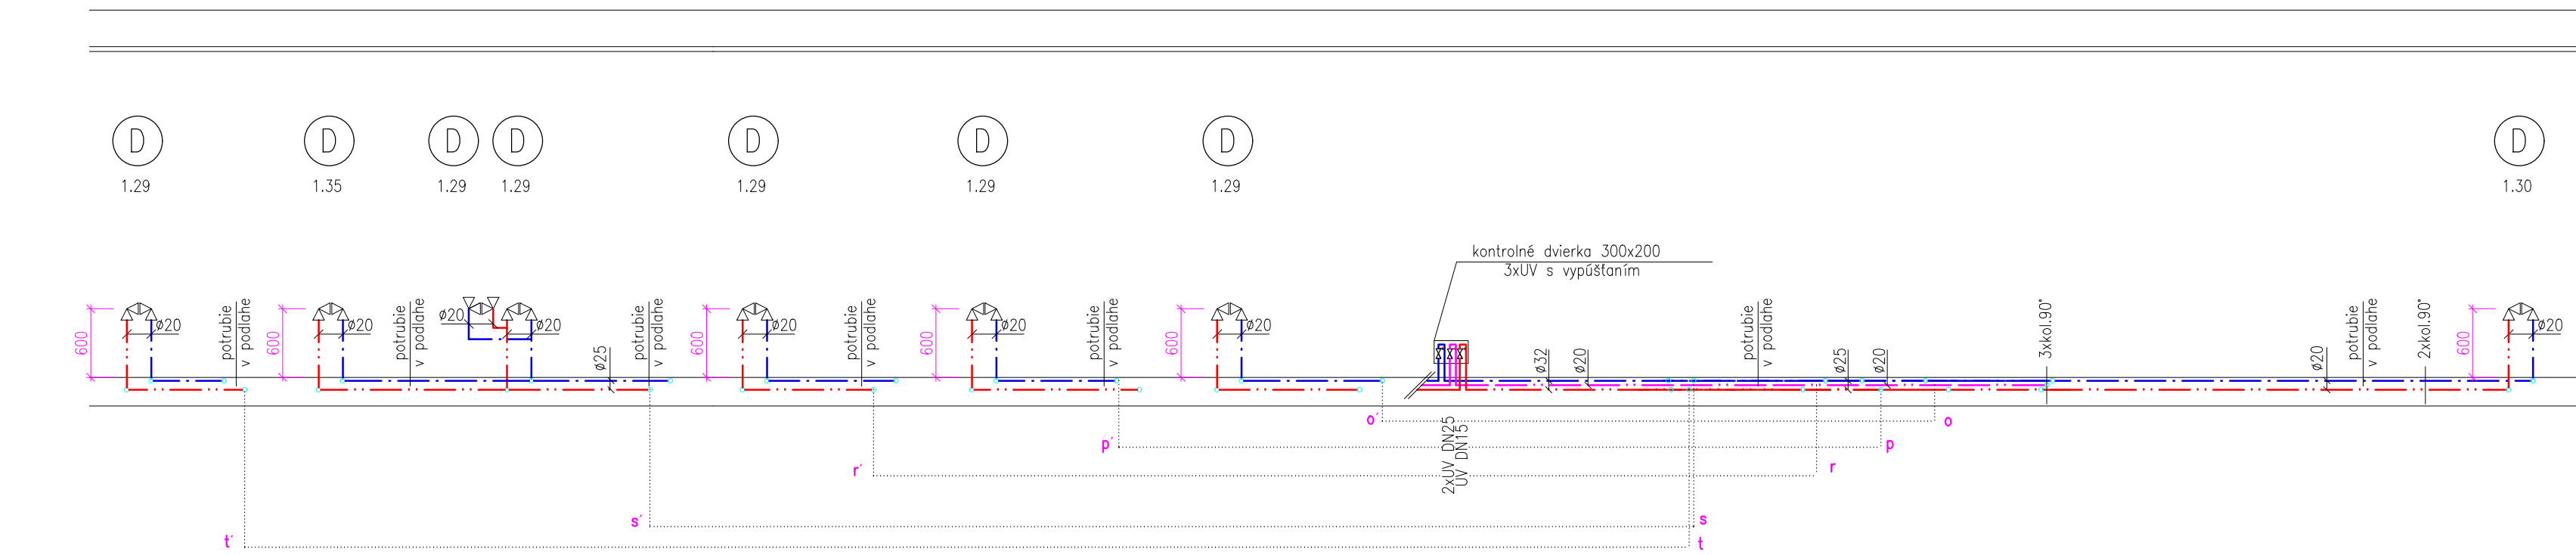 D D D D D D D D
1.29 1.35 1.29 1.29 1.29 1.29 1.29 1.30
kontrolné dvierka 300x200
3xUV s vypúšťaním
600 ø20 potrubie
v podlahe
600 ø20 potrubie
v podlahe
ø20 ø20 ø25 potrubie
v podlahe
600 ø20 potrubie
v podlahe
600 ø20 potrubie
v podlahe
600 ø20
ø32 ø20 potrubie
v podlahe
ø25 ø20 3xkol.90°
ø20 potrubie
v podlahe
2xkol.90° 600 ø20
2xUV DN25
UV DN15
o´ o
p´ p
r´ r
s´ s
t´ t